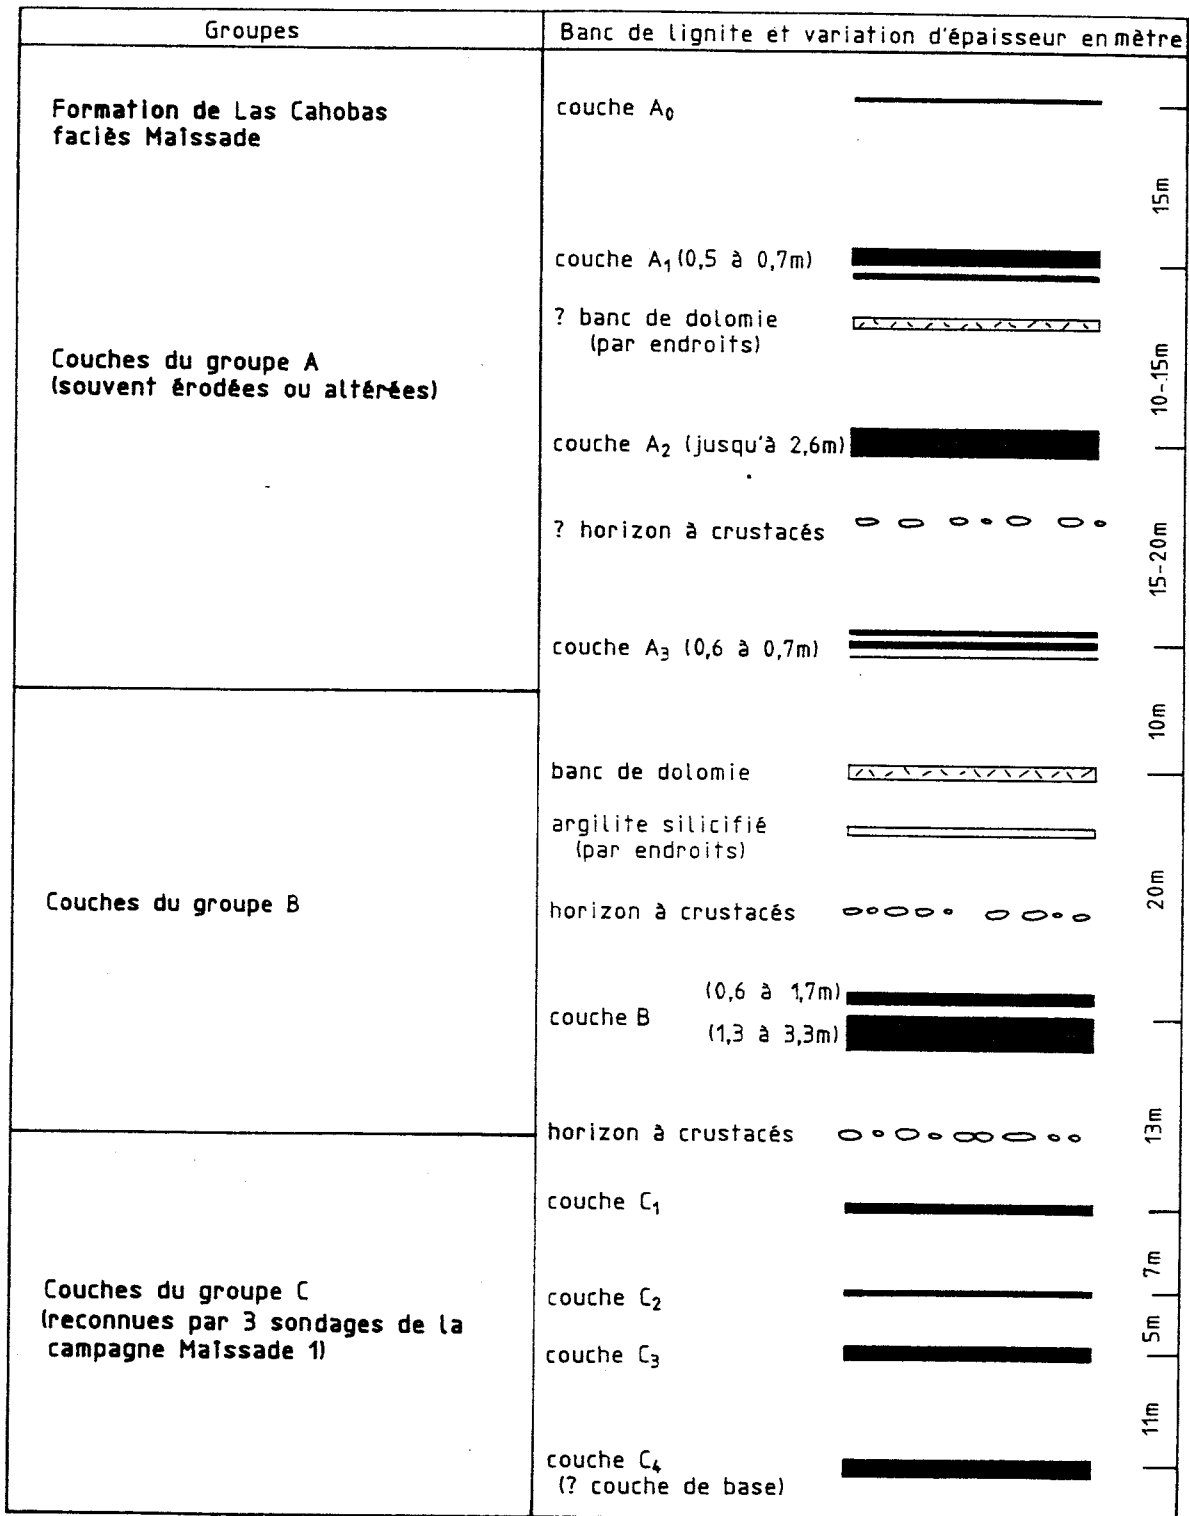 Groupes
Banc de lignite et variation d'épaisseur en mètre
Formation de Las Cahobas
faciès Maîssade
couche A₀
15m
couche A₁ (0,5 à 0,7m)
? banc de dolomie
(par endroits)
Couches du groupe A
(souvent érodées ou altérées)
10-15m
couche A₂ (jusqu'à 2,6m)
? horizon à crustacés
15-20m
couche A₃ (0,6 à 0,7m)
10m
banc de dolomie
argilite silicifié
(par endroits)
20m
Couches du groupe B
horizon à crustacés
(0,6 à 1,7m)
couche B
(1,3 à 3,3m)
horizon à crustacés
13m
couche C₁
7m
Couches du groupe C
(reconnues par 3 sondages de la
campagne Maîssade 1)
couche C₂
5m
couche C₃
11m
couche C₄
(? couche de base)